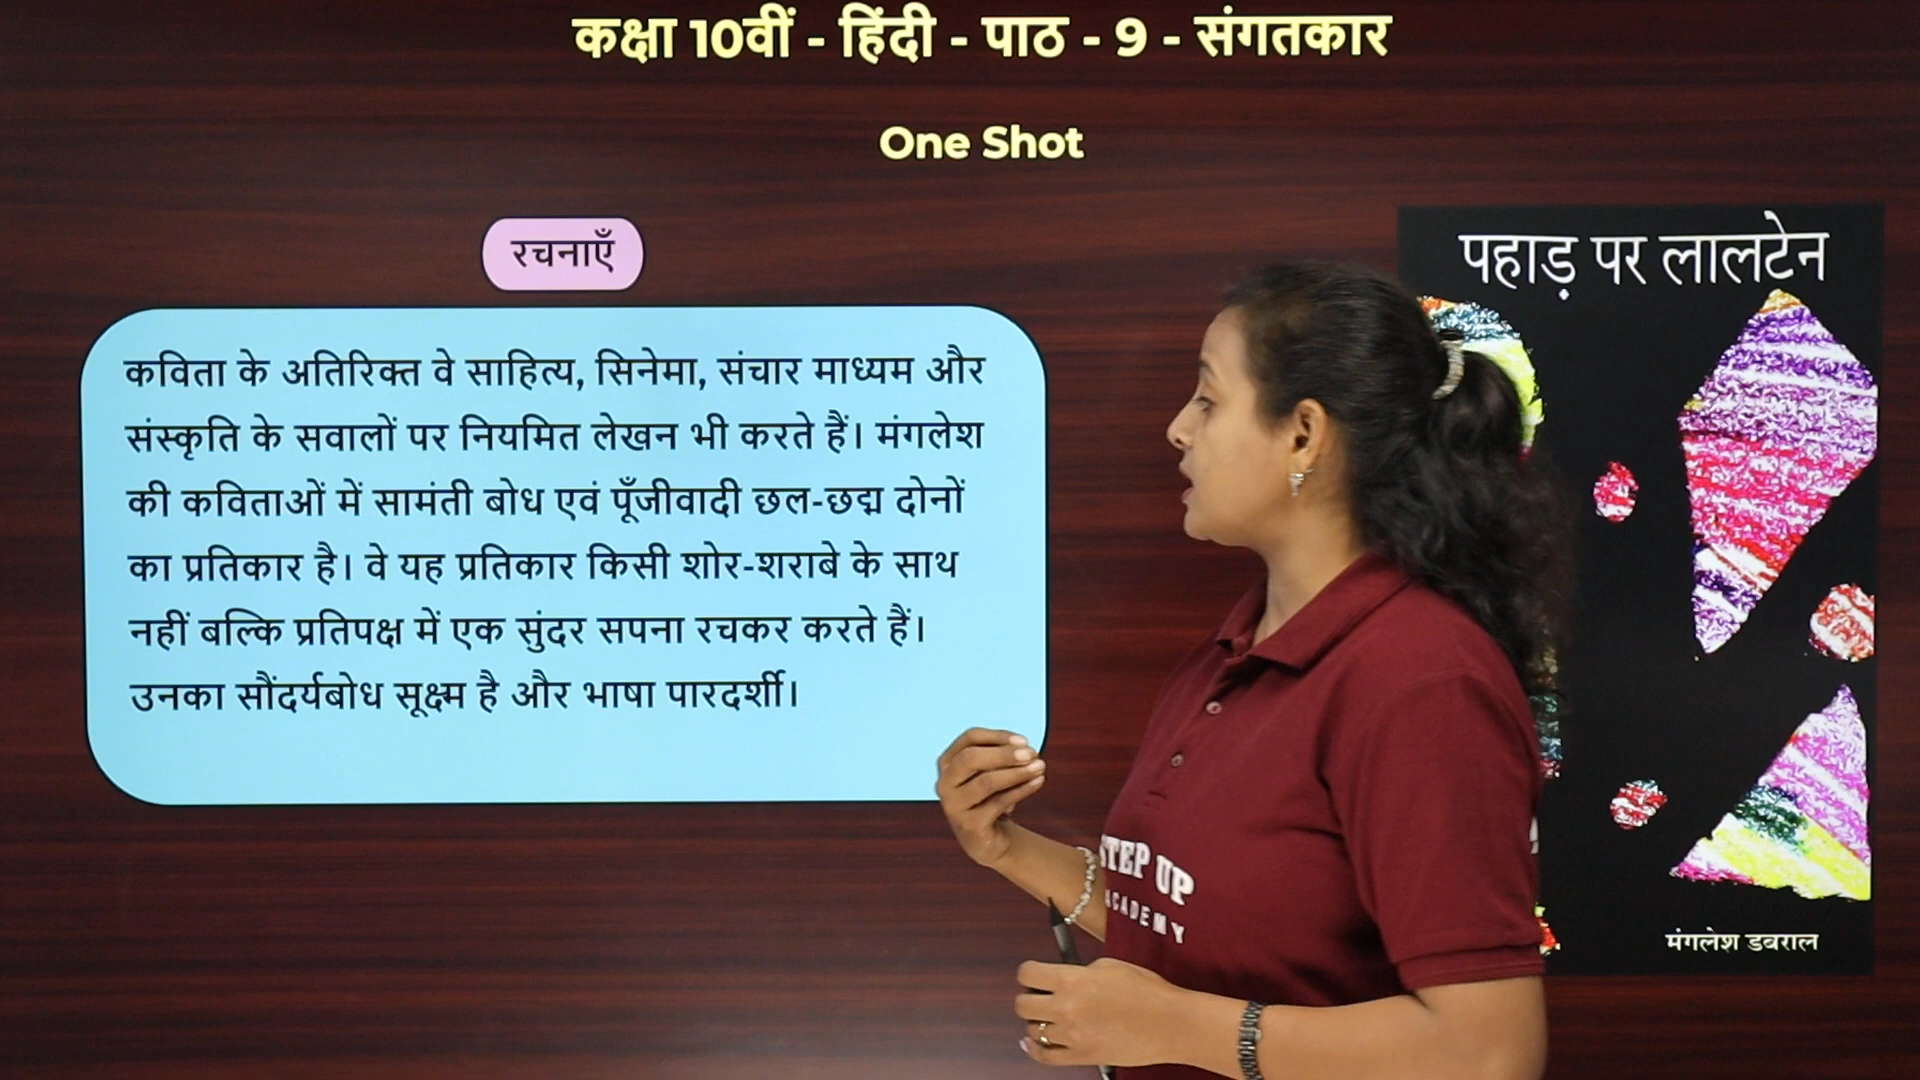 कक्षा 10वीं - हिंदी - पाठ - 9 - संगतकार
One Shot
रचनाएँ
कविता के अतिरिक्त वे साहित्य, सिनेमा, संचार माध्यम और
संस्कृति के सवालों पर नियमित लेखन भी करते हैं। मंगलेश
की कविताओं में सामंती बोध एवं पूँजीवादी छल-छद्म दोनों
का प्रतिकार है। वे यह प्रतिकार किसी शोर-शराबे के साथ
नहीं बल्कि प्रतिपक्ष में एक सुंदर सपना रचकर करते हैं।
उनका सौंदर्यबोध सूक्ष्म है और भाषा पारदर्शी।
पहाड़ पर लालटेन
मंगलेश डबराल
STEP UP
ACADEMY